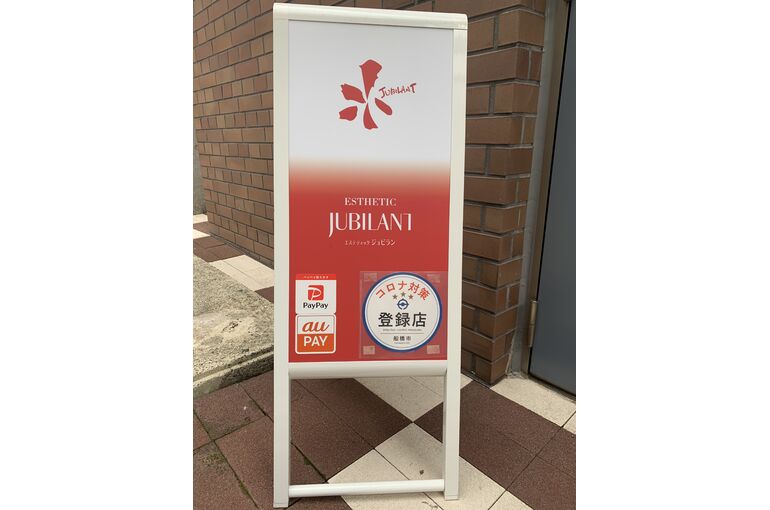 JUBILANT
ESTHETIC
JUBILANT
エステティック ジュビラン
PayPay
au
PAY
コロナ対策
登録店
船橋市